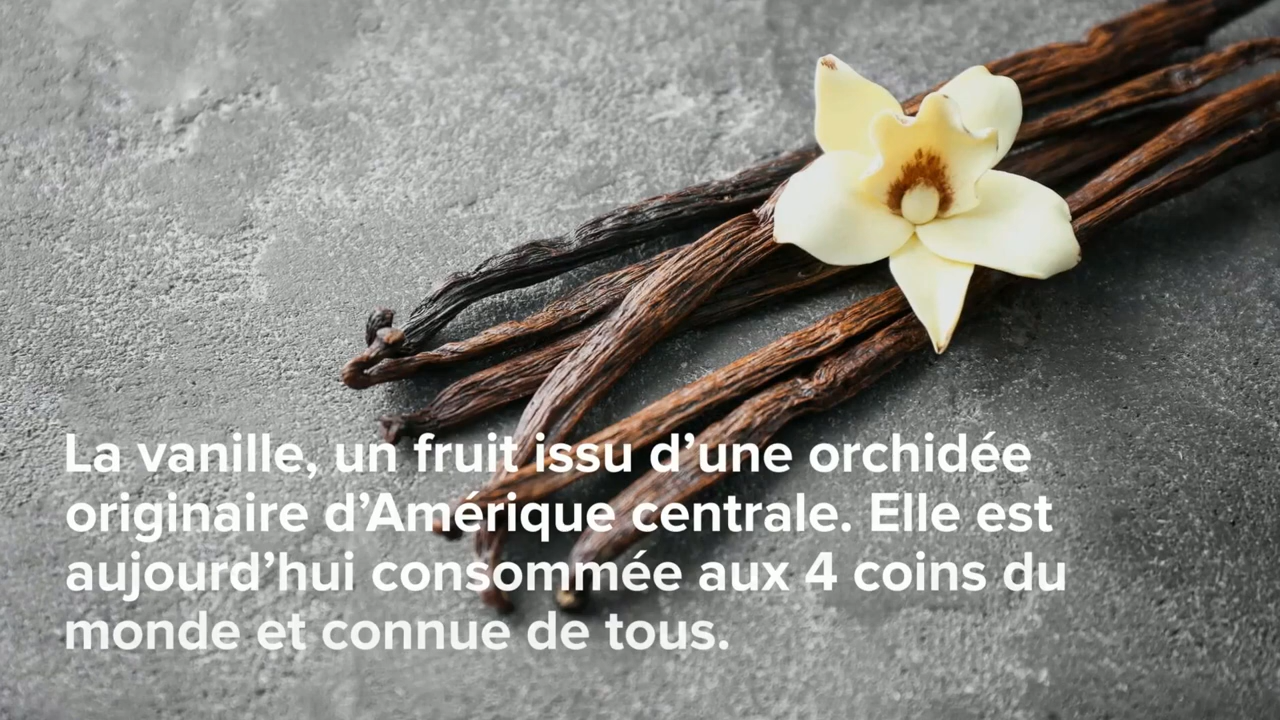 La vanille, un fruit issu d’une orchidée
originaire d’Amérique centrale. Elle est
aujourd’hui consommée aux 4 coins du
monde et connue de tous.